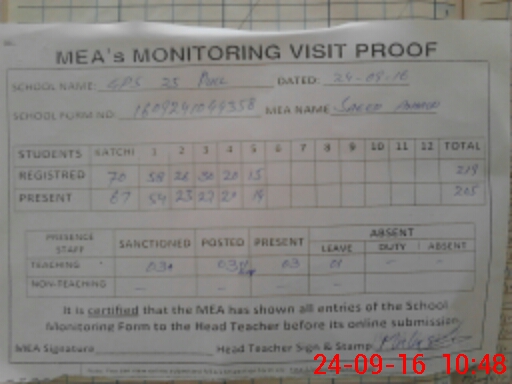 MEA's MONITORING VISIT PROOF
SCHOOL NAME: GPS 25 Pull DATED: 24-09-16
SCHOOL FORM NO: 1609241044358 MEA NAME: Saeed Ahmad
STUDENTS KATCHI 1 2 3 4 5 6 7 8 9 10 11 12 TOTAL
REGISTRED 70 58 26 30 20 15 219
PRESENT 67 54 23 22 20 19 205
PRESENCE STAFF SANCTIONED POSTED PRESENT ABSENT
LEAVE DUTY ABSENT
TEACHING 03 03 03 01 - -
NON-TEACHING - - - -
It is certified that the MEA has shown all entries of the School
Monitoring Form to the Head Teacher before its online submission.
MEA Signature Head Teacher Sign & Stamp
24-09-16 10:48